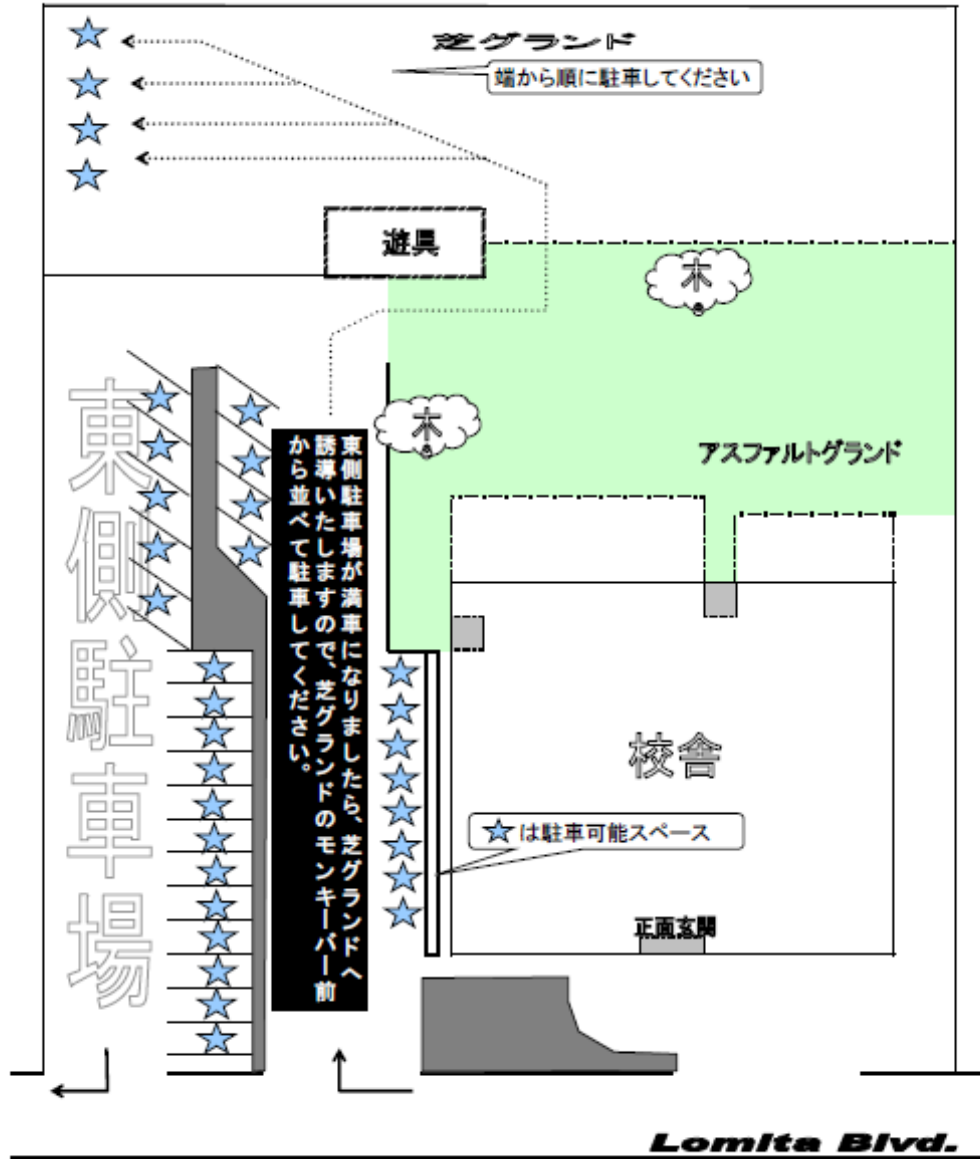 芝グランド
端から順に駐車してください
遊具
木
木
アスファルトグランド
東側駐車場
東側駐車場が満車になりましたら、芝グランドへ
誘導いたしますので、芝グランドのモンキーバー前
から並べて駐車してください。
校舎
☆は駐車可能スペース
正面玄関
Lomita Blvd.